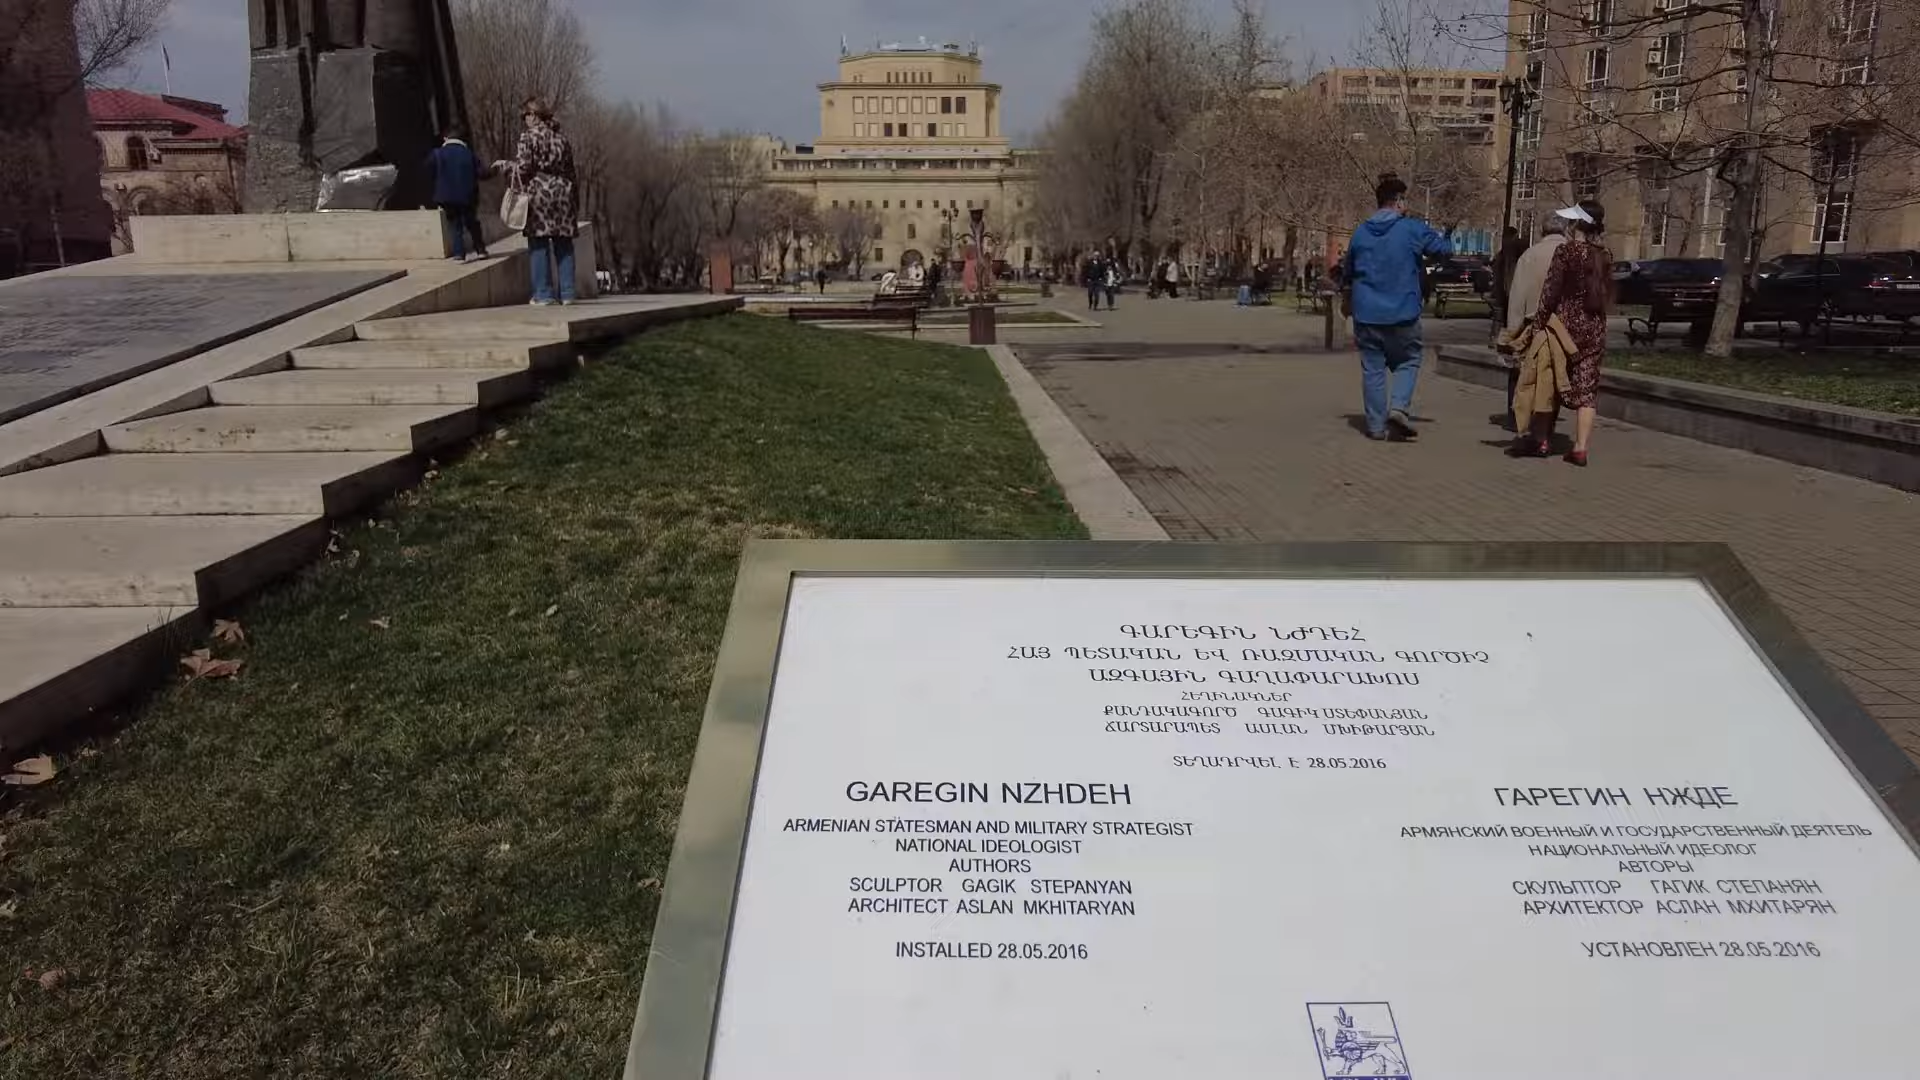 ԳԱՐԵԳԻՆ ՆԺԴԵՀ
ՀԱՅ ՊԵՏԱԿԱՆ ԵՎ ՌԱԶՄԱԿԱՆ ԳՈՐԾԻՉ
ԱԶԳԱՅԻՆ ԳԱՂԱՓԱՐԱԽՈՍ
ՀԵՂԻՆԱԿՆԵՐ
ՔԱՆԴԱԿԱԳՈՐԾ ԳԱԳԻԿ ՍՏԵՓԱՆՅԱՆ
ՃԱՐՏԱՐԱՊԵՏ ԱՍԼԱՆ ՄԽԻԹԱՐՅԱՆ
ՏԵՂԱԴՐՎԵԼ Է 28.05.2016
GAREGIN NZHDEH
ARMENIAN STATESMAN AND MILITARY STRATEGIST
NATIONAL IDEOLOGIST
AUTHORS
SCULPTOR GAGIK STEPANYAN
ARCHITECT ASLAN MKHITARYAN
INSTALLED 28.05.2016
ГАРЕГИН НЖДЕ
АРМЯНСКИЙ ВОЕННЫЙ И ГОСУДАРСТВЕННЫЙ ДЕЯТЕЛЬ
НАЦИОНАЛЬНЫЙ ИДЕОЛОГ
АВТОРЫ
СКУЛЬПТОР ГАГИК СТЕПАНЯН
АРХИТЕКТОР АСЛАН МХИТАРЯН
УСТАНОВЛЕН 28.05.2016